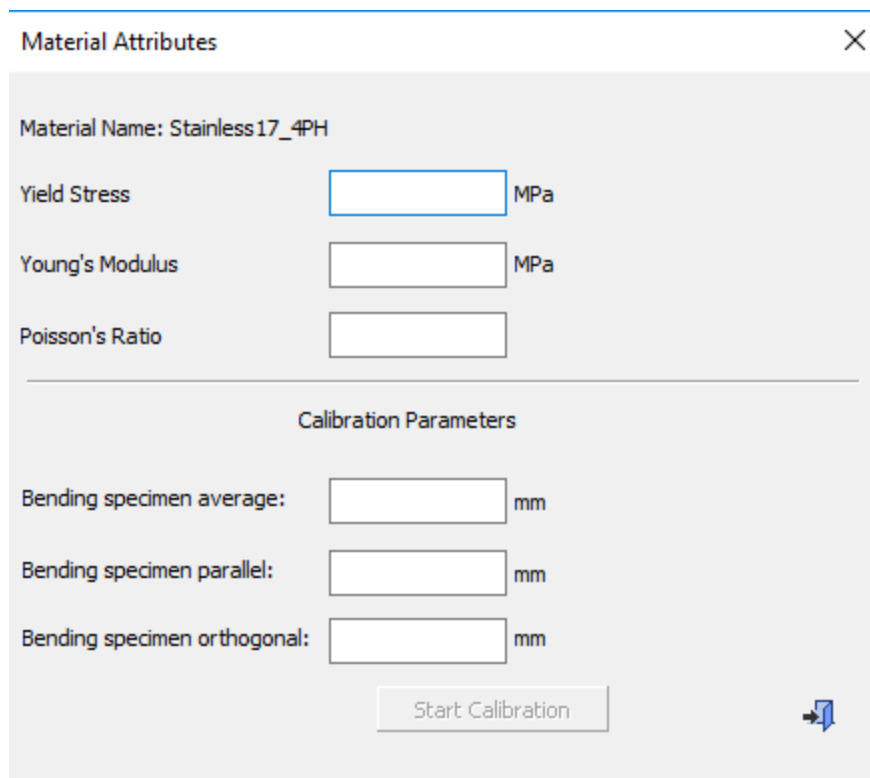 Material Attributes
Material Name: Stainless17_4PH
Yield Stress MPa
Young's Modulus MPa
Poisson's Ratio
Calibration Parameters
Bending specimen average: mm
Bending specimen parallel: mm
Bending specimen orthogonal: mm
Start Calibration